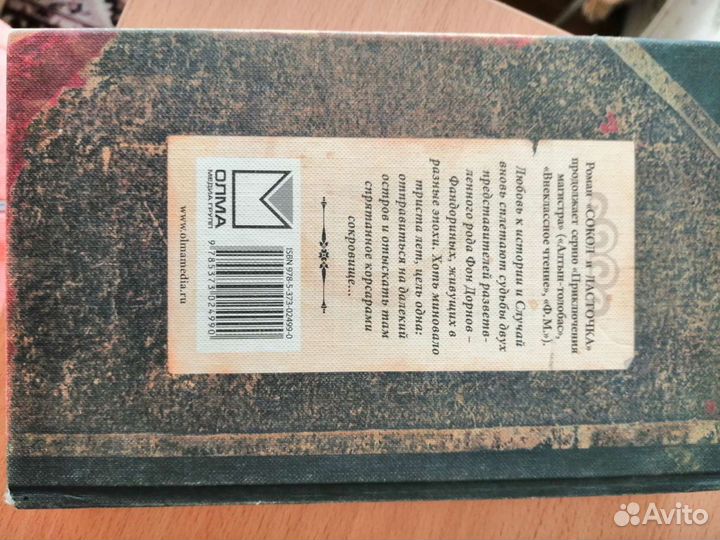 Роман «СОКОЛ и ЛАСТОЧКА»
продолжает серию «Приключения
магистра» («Алтын-толобас»,
«Внеклассное чтение», «Ф.М.»).
Любовь к истории и Случай
вновь сплетают судьбы двух
представителей разветв-
ленного рода Фон Дорнов –
Фандориных, живущих в
разные эпохи. Хоть миновало
триста лет, цель одна:
отправиться на далекий
остров и отыскать там
спрятанное корсарами
сокровище...
ОЛМА
МЕДИА ГРУПП
www.olmamedia.ru
ISBN 978-5-373-02499-0
9 785373 024990
Avito